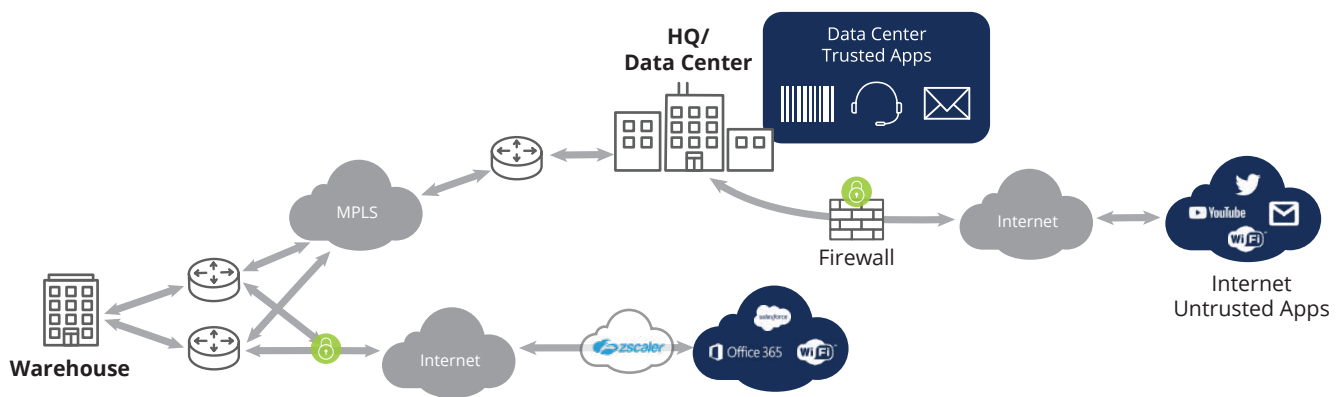 HQ/
Data Center
Data Center
Trusted Apps
MPLS
Internet
YouTube
WiFi
Firewall
Internet
Untrusted Apps
Warehouse
Internet
zscaler
salesforce
Office 365
WiFi